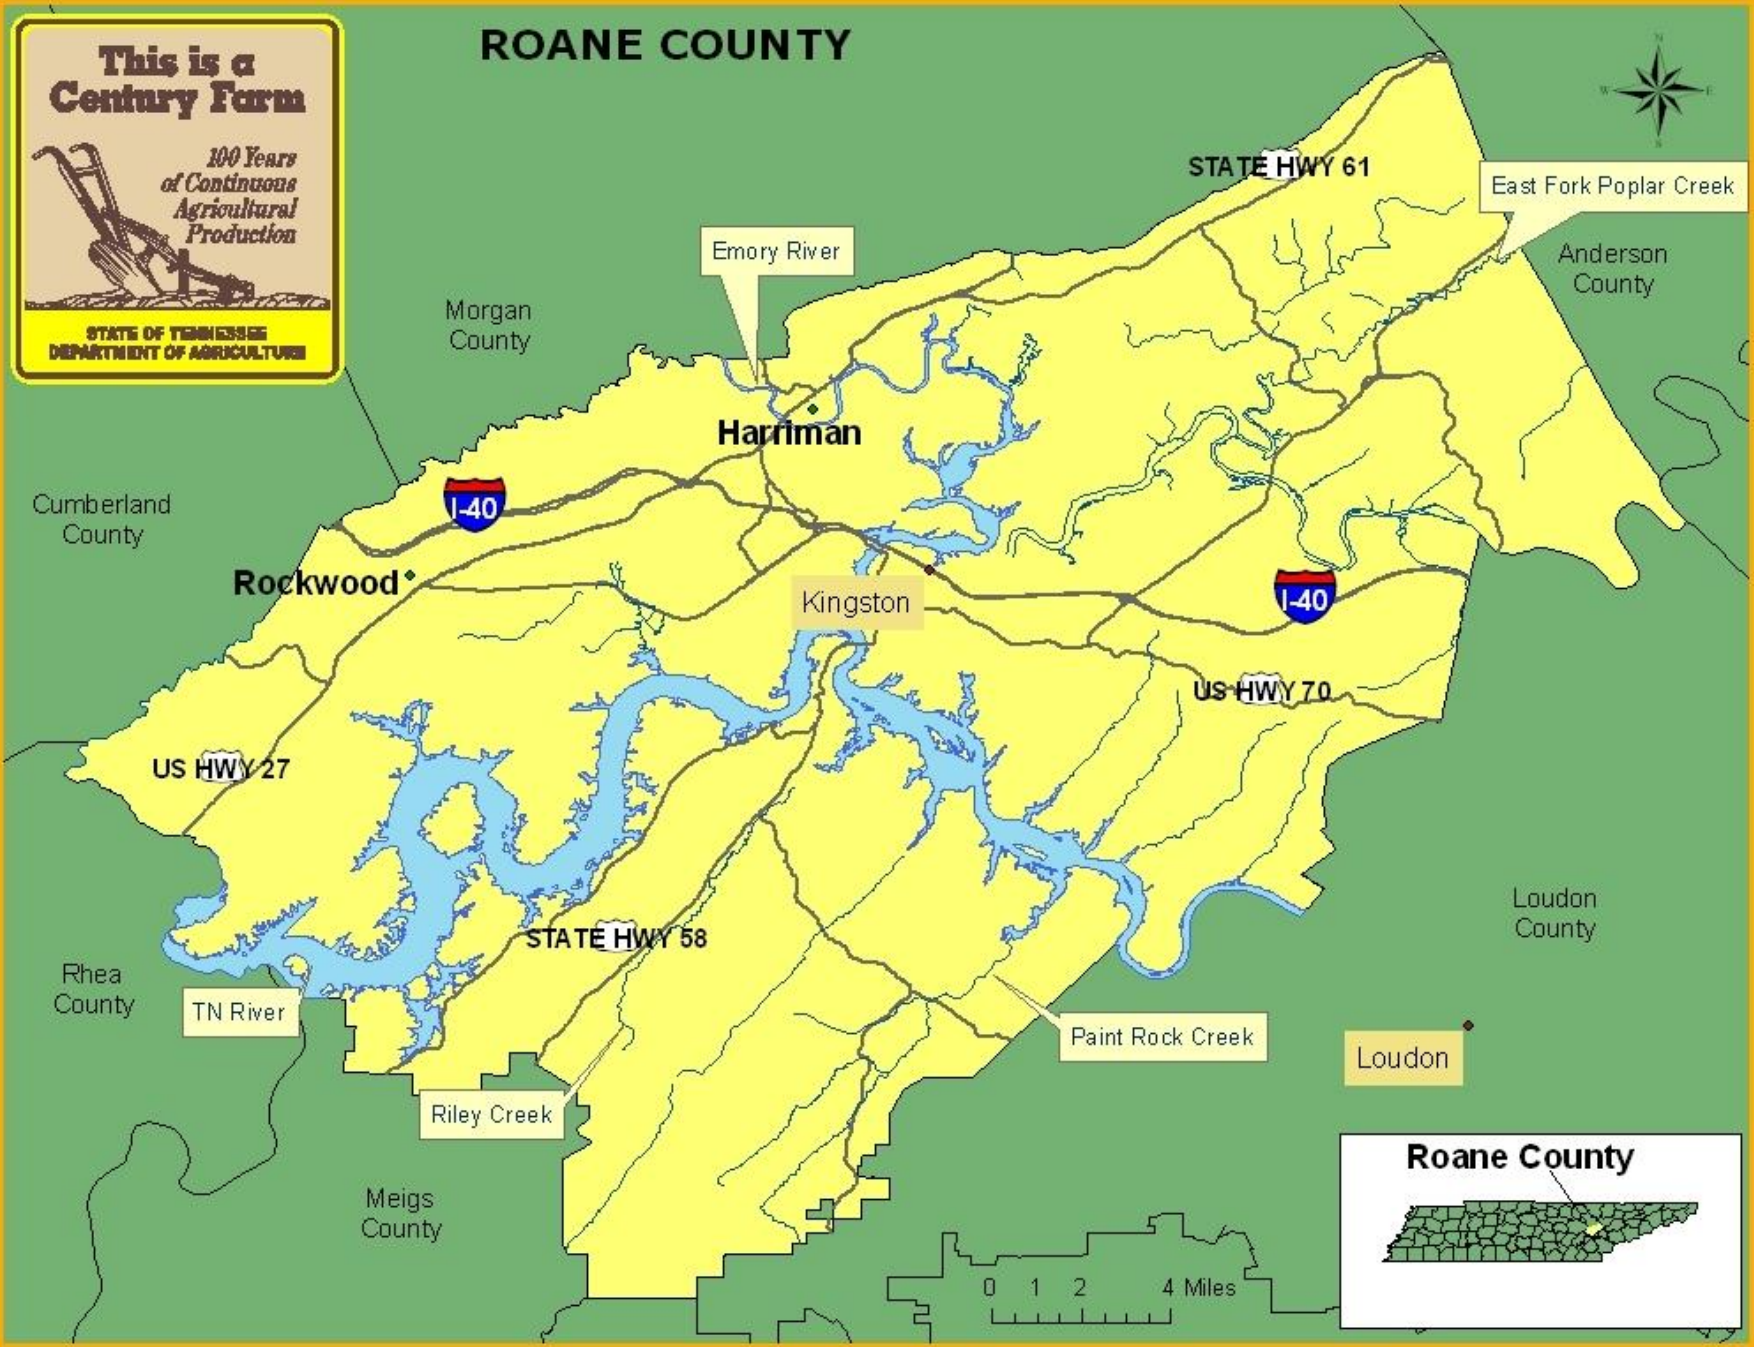 ROANE COUNTY
This is a
Century Farm
100 Years
of Continuous
Agricultural
Production
STATE OF TENNESSEE
DEPARTMENT OF AGRICULTURE
N
W
E
S
STATE HWY 61
East Fork Poplar Creek
Emory River
Anderson
County
Morgan
County
Harriman
I-40
Cumberland
County
Rockwood
Kingston
I-40
US HWY 70
US HWY 27
Loudon
County
STATE HWY 58
Rhea
County
TN River
Paint Rock Creek
Loudon
Riley Creek
Meigs
County
Roane County
0 1 2 4 Miles